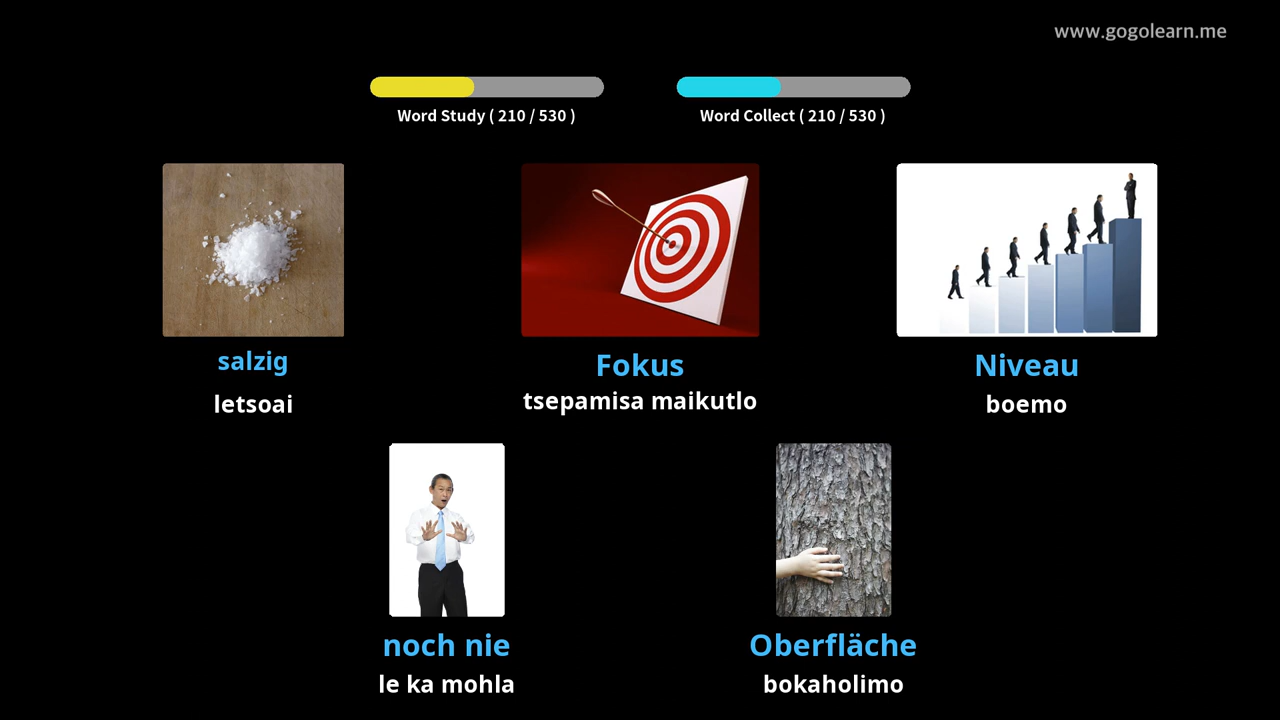 www.gogolearn.me
Word Study ( 210 / 530 )
Word Collect ( 210 / 530 )
salzig
letsoai
Fokus
tsepamisa maikutlo
Niveau
boemo
noch nie
le ka mohla
Oberfläche
bokaholimo